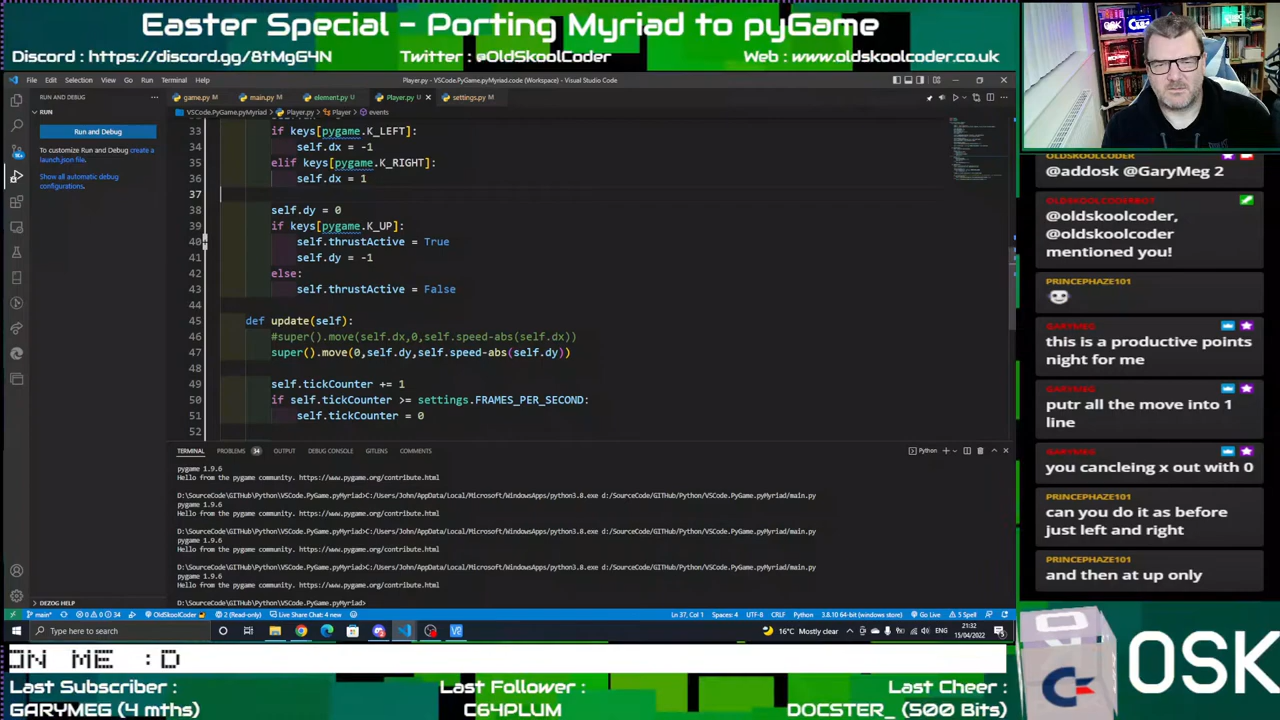 Easter Special - Porting Myriad to pyGame
Discord : https://discord.gg/8tMgG4N
Twitter : @OldSkoolCoder
Web : www.oldskoolcoder.co.uk
File Edit Selection View Go Run Terminal Help
Player.py - VSCode.PyGame.pyMyriad.code (Workspace) - Visual Studio Code
RUN AND DEBUG
game.py M
main.py M
element.py U
Player.py U
settings.py M
VSCode.PyGame.pyMyriad > Player.py > Player > events
RUN
Run and Debug
To customize Run and Debug create a
launch.json file.
Show all automatic debug
configurations.
33 if keys[pygame.K_LEFT]:
34 self.dx = -1
35 elif keys[pygame.K_RIGHT]:
36 self.dx = 1
37
38 self.dy = 0
39 if keys[pygame.K_UP]:
40 self.thrustActive = True
41 self.dy = -1
42 else:
43 self.thrustActive = False
44
45 def update(self):
46 #super().move(self.dx,0,self.speed-abs(self.dx))
47 super().move(0,self.dy,self.speed-abs(self.dy))
48
49 self.tickCounter += 1
50 if self.tickCounter >= settings.FRAMES_PER_SECOND:
51 self.tickCounter = 0
52
TERMINAL PROBLEMS 34 OUTPUT DEBUG CONSOLE GITLENS COMMENTS
Python
pygame 1.9.6
Hello from the pygame community. https://www.pygame.org/contribute.html
D:\SourceCode\GITHub\Python\VSCode.PyGame.pyMyriad>C:/Users/John/AppData/Local/Microsoft/WindowsApps/python3.8.exe d:/SourceCode/GITHub/Python/VSCode.PyGame.pyMyriad/main.py
pygame 1.9.6
Hello from the pygame community. https://www.pygame.org/contribute.html
D:\SourceCode\GITHub\Python\VSCode.PyGame.pyMyriad>C:/Users/John/AppData/Local/Microsoft/WindowsApps/python3.8.exe d:/SourceCode/GITHub/Python/VSCode.PyGame.pyMyriad/main.py
pygame 1.9.6
Hello from the pygame community. https://www.pygame.org/contribute.html
D:\SourceCode\GITHub\Python\VSCode.PyGame.pyMyriad>C:/Users/John/AppData/Local/Microsoft/WindowsApps/python3.8.exe d:/SourceCode/GITHub/Python/VSCode.PyGame.pyMyriad/main.py
pygame 1.9.6
Hello from the pygame community. https://www.pygame.org/contribute.html
D:\SourceCode\GITHub\Python\VSCode.PyGame.pyMyriad>
DEZOG HELP
main* 0 0 34 OldSkoolCoder 2 (Read-only) Live Share Chat: 4 new
Ln 37, Col 1 Spaces: 4 UTF-8 CRLF Python 3.8.10 64-bit (windows store) Go Live 5 Spell
Type here to search
16°C Mostly clear
ENG
21:32
15/04/2022
OLDSKOOLCODER
@addosk @GaryMeg 2
OLDSKOOLCODERBOT
@oldskoolcoder,
@oldskoolcoder
mentioned you!
PRINCEPHAZE101
GARYMEG
this is a productive points
night for me
GARYMEG
putr all the move into 1
line
GARYMEG
you cancleing x out with 0
PRINCEPHAZE101
can you do it as before
just left and right
PRINCEPHAZE101
and then at up only
ON ME :D
OSK
Last Subscriber :
GARYMEG (4 mths)
Last Follower :
C64PLUM
Last Cheer :
DOCSTER_ (500 Bits)